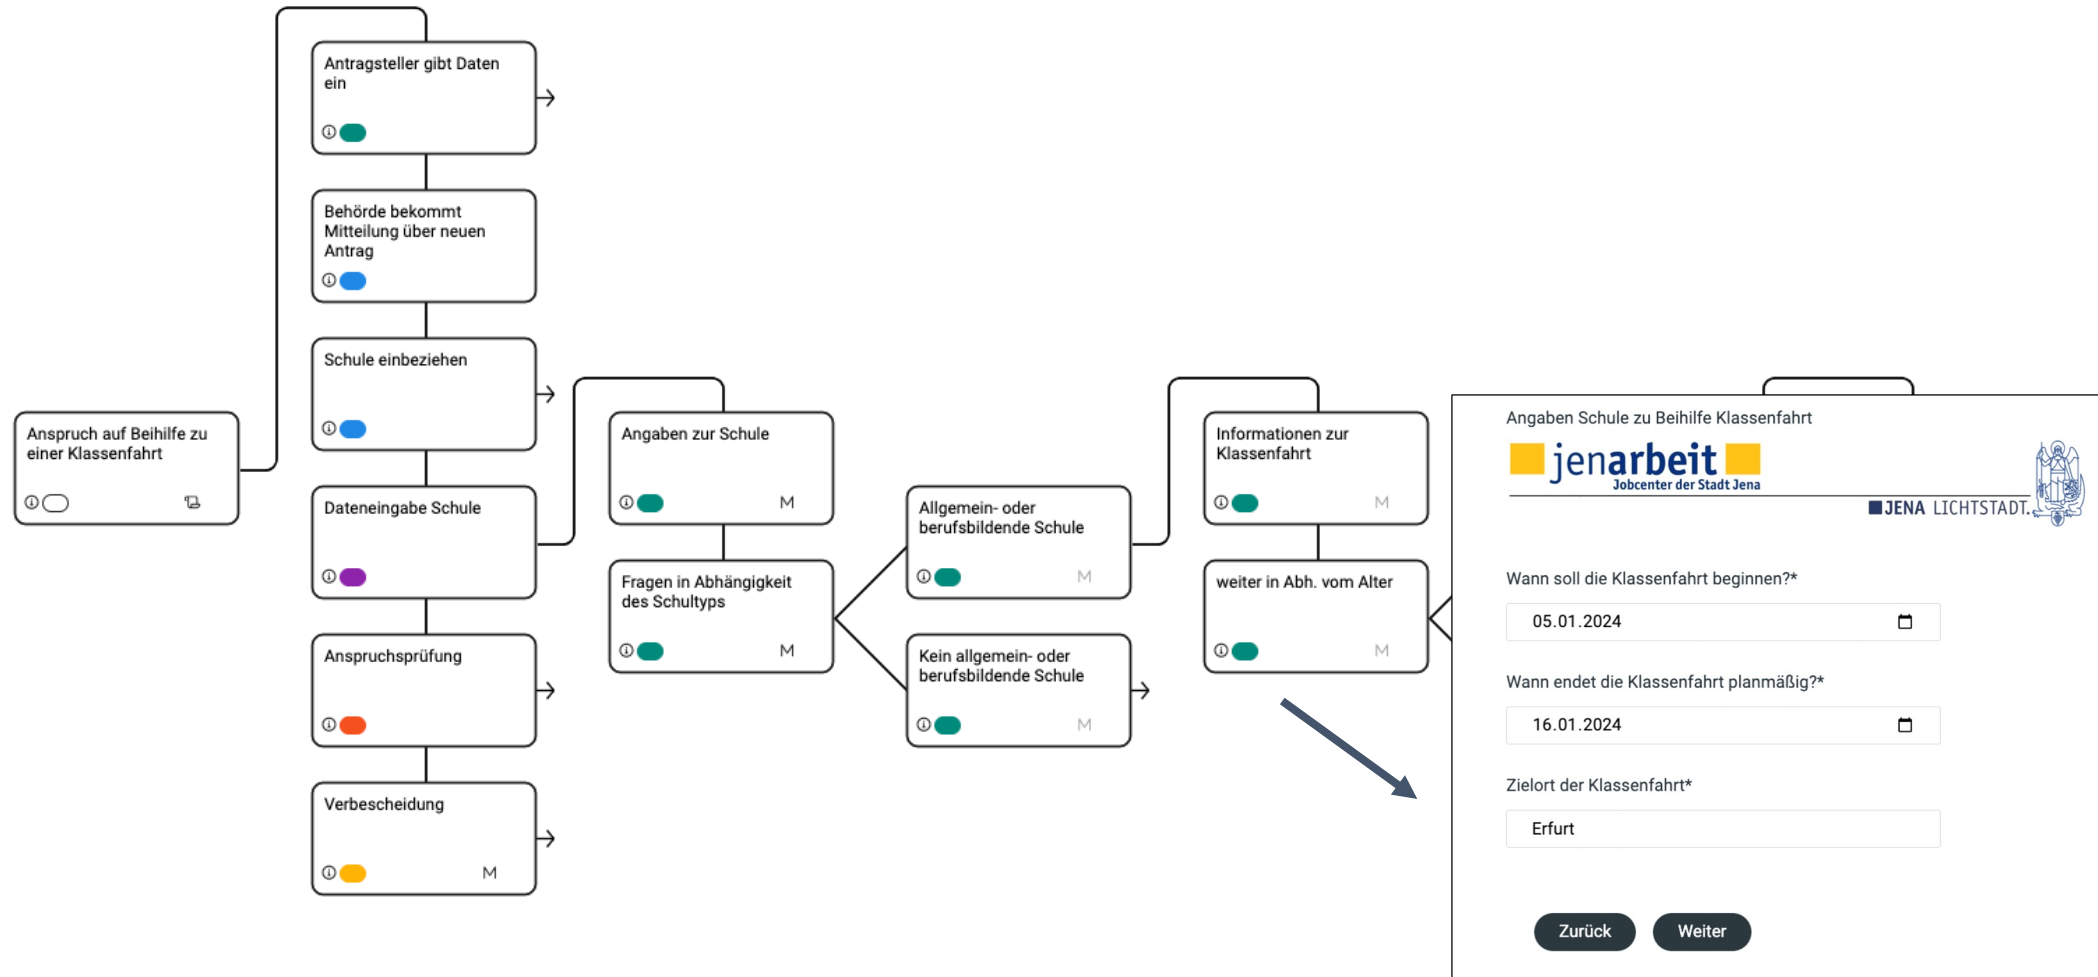 Anspruch auf Beihilfe zu
einer Klassenfahrt
Antragsteller gibt Daten
ein
Behörde bekommt
Mitteilung über neuen
Antrag
Schule einbeziehen
Dateneingabe Schule
Anspruchsprüfung
Verbescheidung
M
Angaben zur Schule
M
Fragen in Abhängigkeit
des Schultyps
M
Allgemein- oder
berufsbildende Schule
M
Kein allgemein- oder
berufsbildende Schule
M
Informationen zur
Klassenfahrt
M
weiter in Abh. vom Alter
M
Angaben Schule zu Beihilfe Klassenfahrt
jenarbeit
Jobcenter der Stadt Jena
JENA LICHTSTADT.
Wann soll die Klassenfahrt beginnen?*
05.01.2024
Wann endet die Klassenfahrt planmäßig?*
16.01.2024
Zielort der Klassenfahrt*
Erfurt
Zurück Weiter